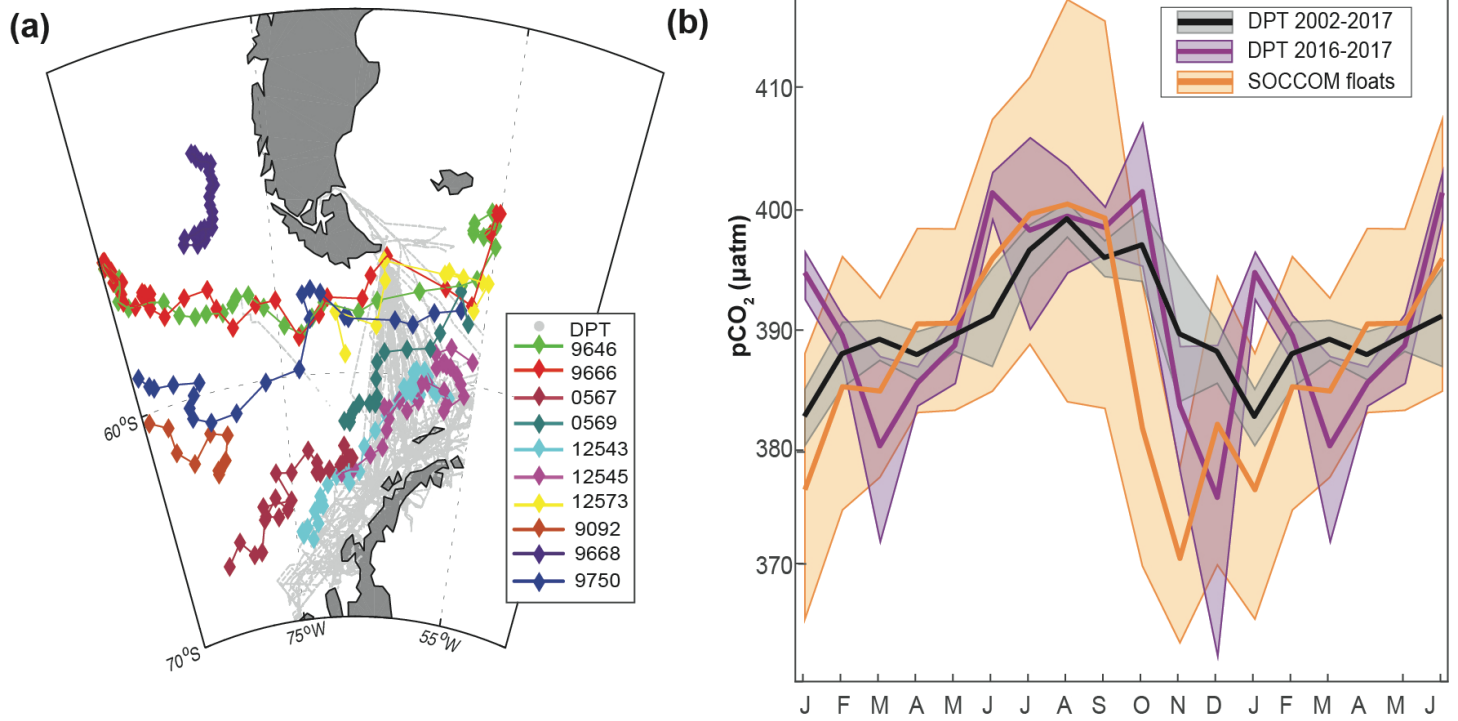 (a)
60°S
70°S
75°W
55°W
DPT
9646
9666
0567
0569
12543
12545
12573
9092
9668
9750
(b)
DPT 2002-2017
DPT 2016-2017
SOCCOM floats
pCO₂ (µatm)
410
400
390
380
370
J F M A M J J A S O N D J F M A M J